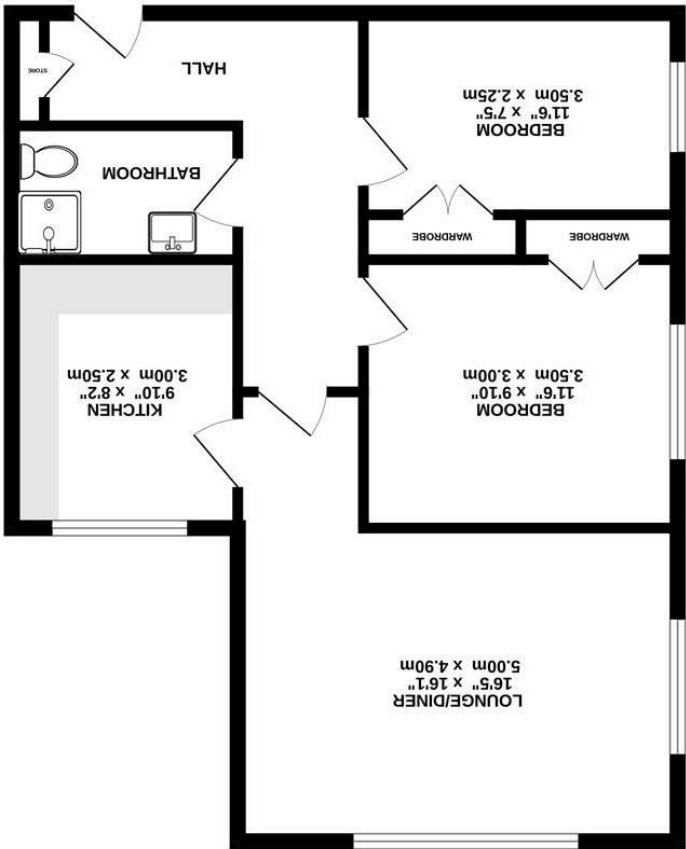 LOUNGE/DINER
16'5" x 16'1"
5.00m x 4.90m
BEDROOM
11'6" x 9'10"
3.50m x 3.00m
KITCHEN
9'10" x 8'2"
3.00m x 2.50m
WARDROBE
WARDROBE
BATHROOM
BEDROOM
11'6" x 7'5"
3.50m x 2.25m
HALL
STORE